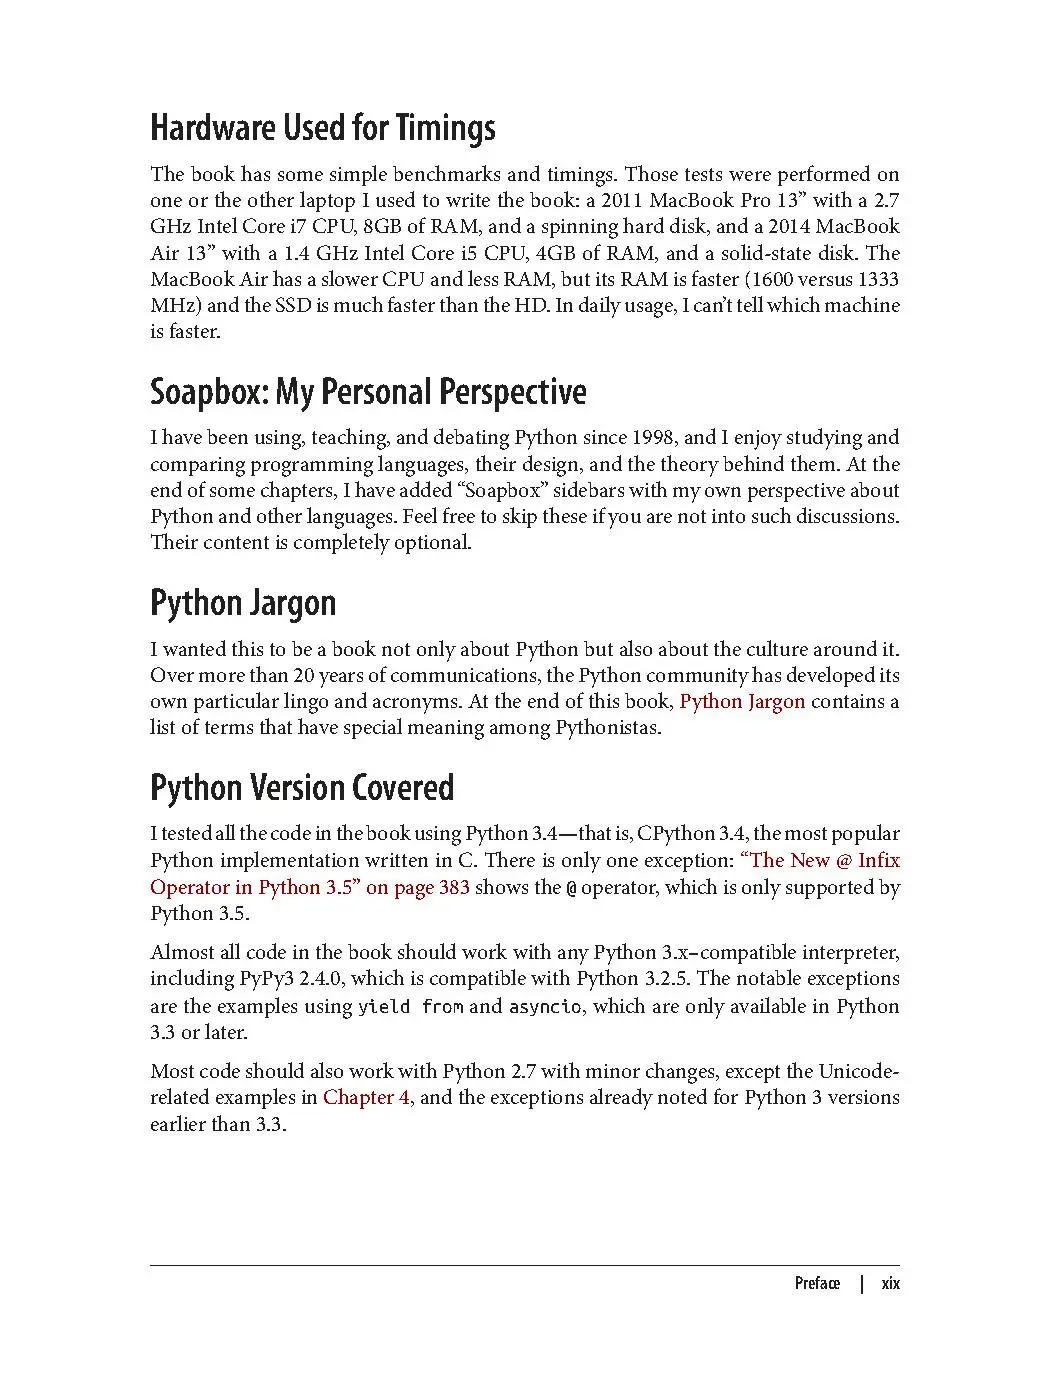 Hardware Used for Timings
The book has some simple benchmarks and timings. Those tests were performed on
one or the other laptop I used to write the book: a 2011 MacBook Pro 13” with a 2.7
GHz Intel Core i7 CPU, 8GB of RAM, and a spinning hard disk, and a 2014 MacBook
Air 13” with a 1.4 GHz Intel Core i5 CPU, 4GB of RAM, and a solid-state disk. The
MacBook Air has a slower CPU and less RAM, but its RAM is faster (1600 versus 1333
MHz) and the SSD is much faster than the HD. In daily usage, I can’t tell which machine
is faster.
Soapbox: My Personal Perspective
I have been using, teaching, and debating Python since 1998, and I enjoy studying and
comparing programming languages, their design, and the theory behind them. At the
end of some chapters, I have added “Soapbox” sidebars with my own perspective about
Python and other languages. Feel free to skip these if you are not into such discussions.
Their content is completely optional.
Python Jargon
I wanted this to be a book not only about Python but also about the culture around it.
Over more than 20 years of communications, the Python community has developed its
own particular lingo and acronyms. At the end of this book, Python Jargon contains a
list of terms that have special meaning among Pythonistas.
Python Version Covered
I tested all the code in the book using Python 3.4—that is, CPython 3.4, the most popular
Python implementation written in C. There is only one exception: “The New @ Infix
Operator in Python 3.5” on page 383 shows the @ operator, which is only supported by
Python 3.5.
Almost all code in the book should work with any Python 3.x–compatible interpreter,
including PyPy3 2.4.0, which is compatible with Python 3.2.5. The notable exceptions
are the examples using yield from and asyncio, which are only available in Python
3.3 or later.
Most code should also work with Python 2.7 with minor changes, except the Unicode-
related examples in Chapter 4, and the exceptions already noted for Python 3 versions
earlier than 3.3.
Preface | xix